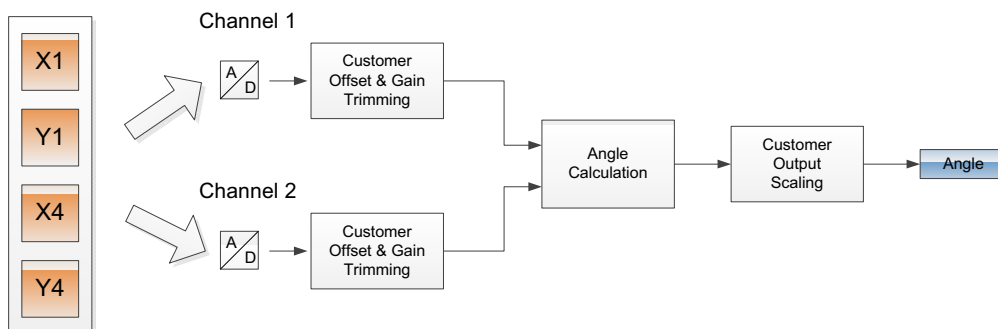 X1
Y1
X4
Y4
Channel 1
A
D
Customer
Offset & Gain
Trimming
Channel 2
A
D
Customer
Offset & Gain
Trimming
Angle
Calculation
Customer
Output
Scaling
Angle